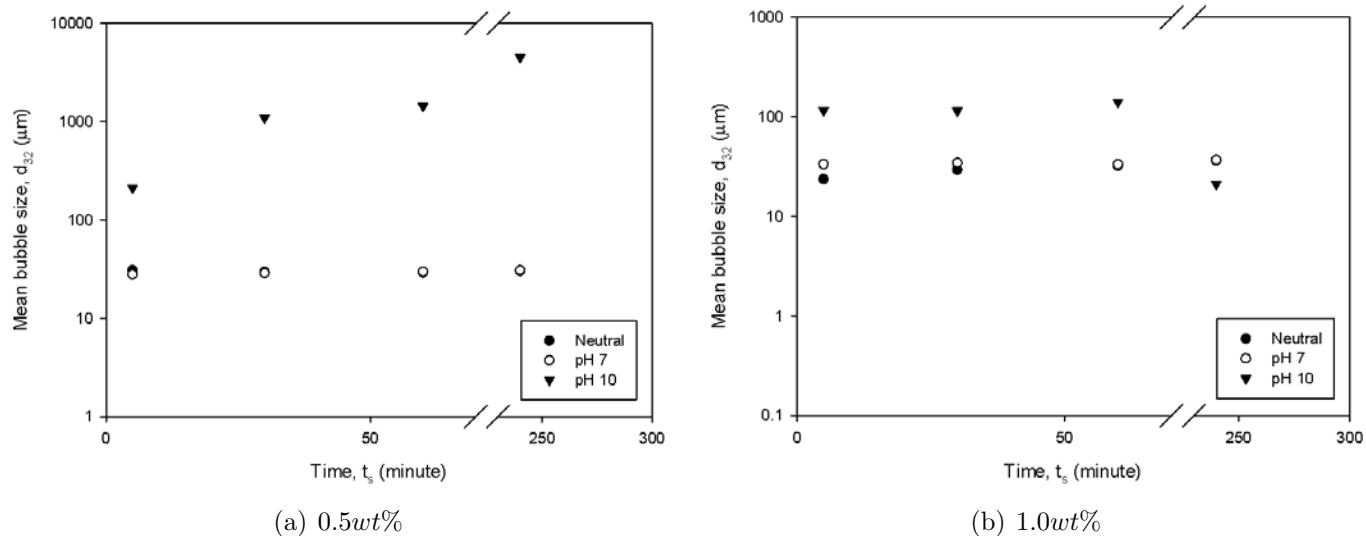 10000
1000
100
10
1
Mean bubble size, d32 (μm)
0
50
250
300
Time, ts (minute)
Neutral
pH 7
pH 10
(a) 0.5wt%
1000
100
10
1
0.1
Mean bubble size, d32 (μm)
0
50
250
300
Time, ts (minute)
Neutral
pH 7
pH 10
(b) 1.0wt%